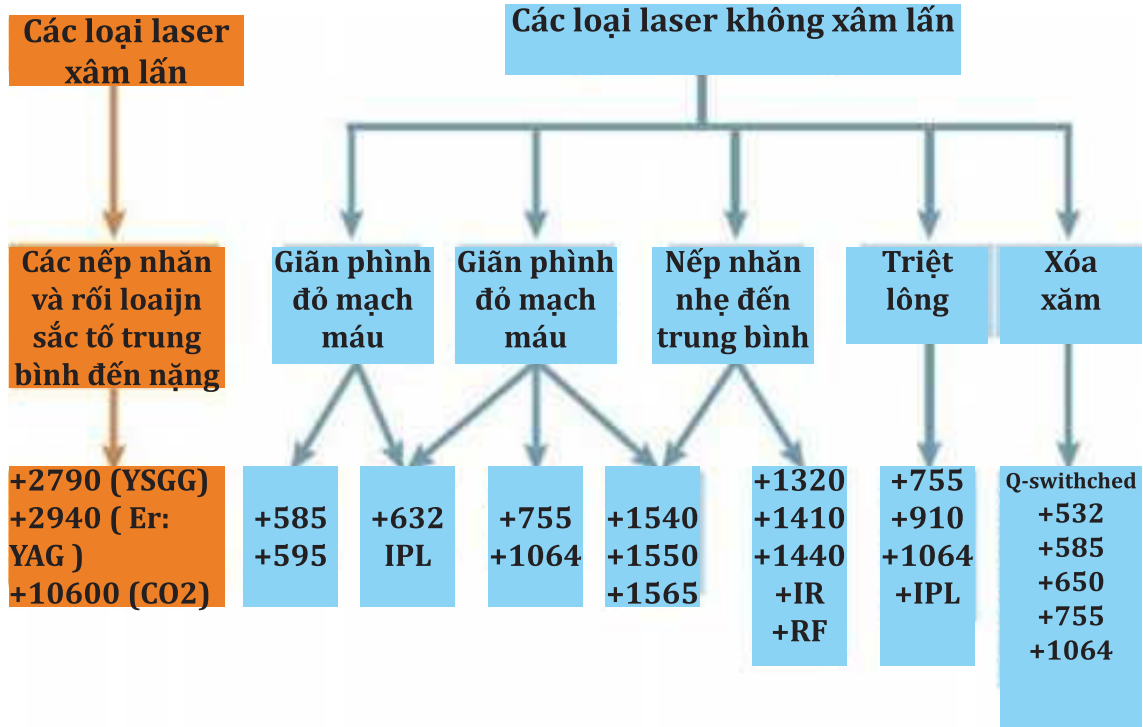 Các loại laser
xâm lấn
Các loại laser không xâm lấn
Các nếp nhăn
và rối loaijn
sắc tố trung
bình đến nặng
Giãn phình
đỏ mạch
máu
Giãn phình
đỏ mạch
máu
Nếp nhăn
nhẹ đến
trung bình
Triệt
lông
Xóa
xăm
+2790 (YSGG)
+2940 ( Er:
YAG )
+10600 (CO2)
+585
+595
+632
IPL
+755
+1064
+1540
+1550
+1565
+1320
+1410
+1440
+IR
+RF
+755
+910
+1064
+IPL
Q-swithched
+532
+585
+650
+755
+1064